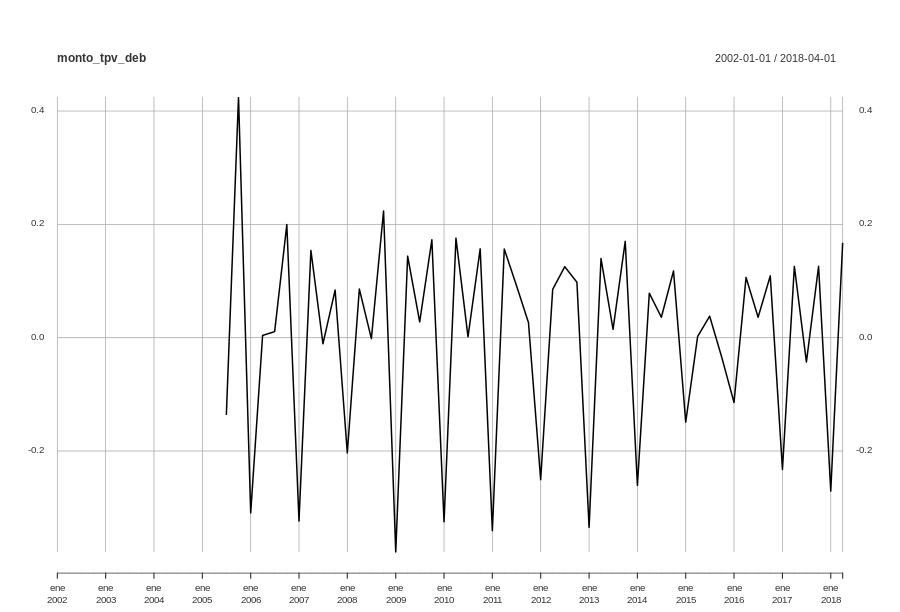 monto_tpv_deb 2002-01-01 / 2018-04-01
0.4 0.4
0.2 0.2
0.0 0.0
-0.2 -0.2
ene ene ene ene ene ene ene ene ene ene ene ene ene ene ene ene ene
2002 2003 2004 2005 2006 2007 2008 2009 2010 2011 2012 2013 2014 2015 2016 2017 2018